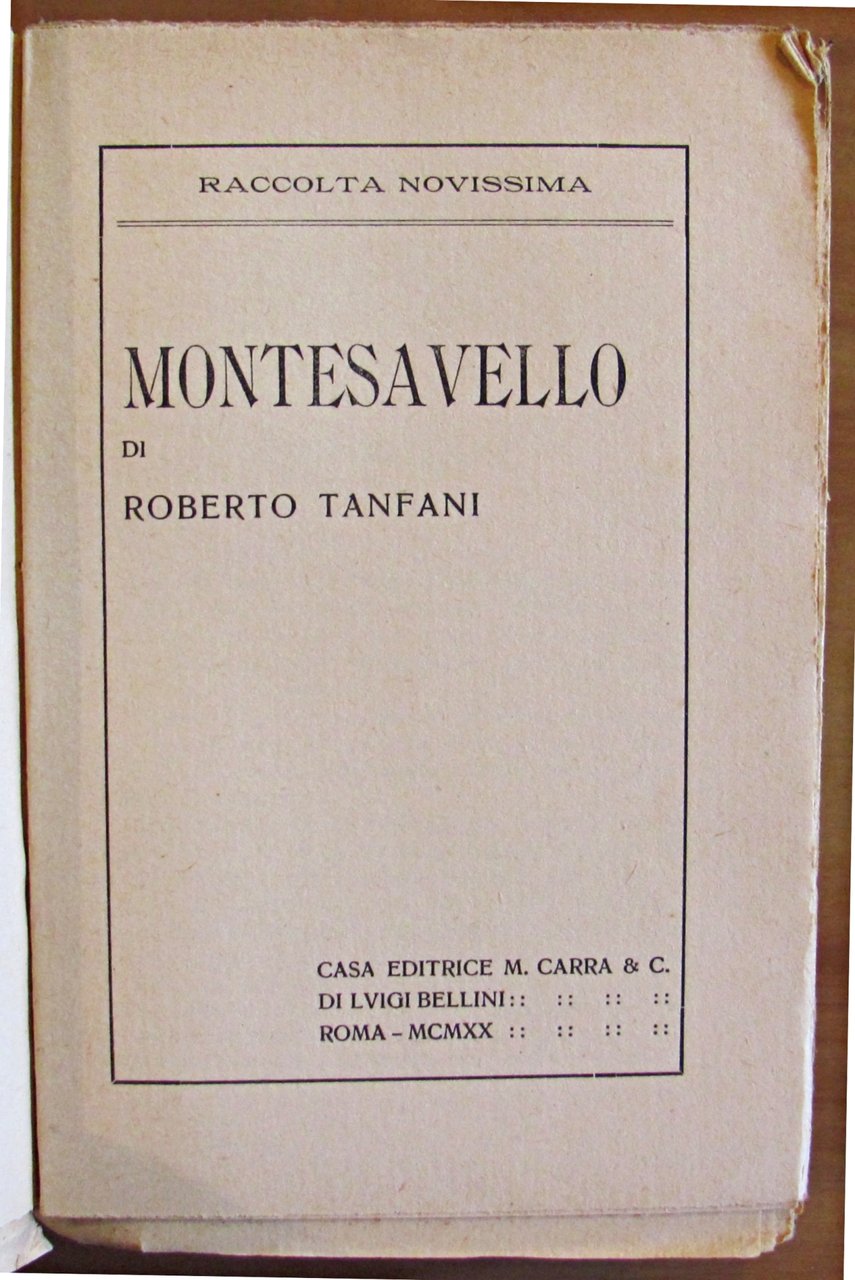 RACCOLTA NOVISSIMA
MONTESAVELLO
DI
ROBERTO TANFANI
CASA EDITRICE M. CARRA & C.
DI LVIGI BELLINI :: :: :: ::
ROMA – MCMXX :: :: :: ::